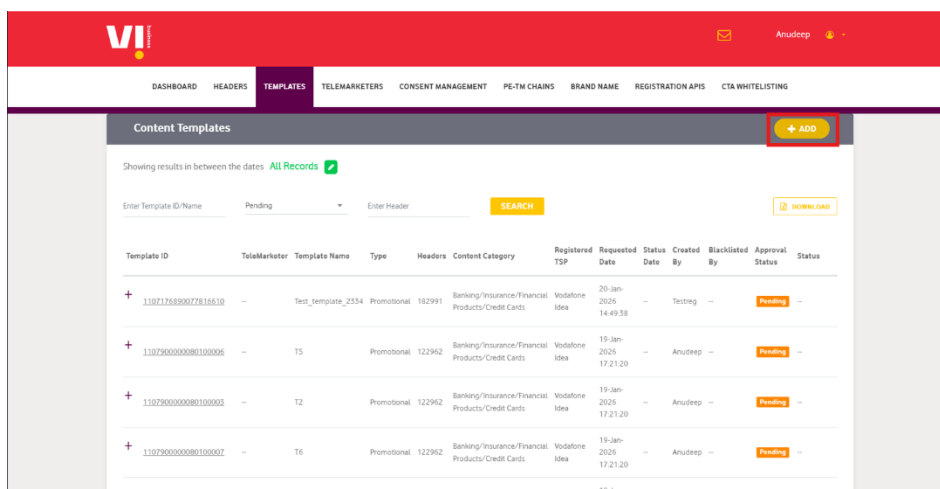 VI!
business
Anudeep
DASHBOARD HEADERS TEMPLATES TELEMARKETERS CONSENT MANAGEMENT PE-TM CHAINS BRAND NAME REGISTRATION APIS CTA WHITELISTING
Content Templates
+ ADD
Showing results in between the dates All Records
Enter Template ID/Name Pending Enter Header SEARCH DOWNLOAD
Template ID TeleMarketer Template Name Type Headers Content Category Registered TSP Requested Date Status Date Created By Blacklisted By Approval Status Status
+ 1107176890077816610 -- Test_template_2334 Promotional 182991 Banking/Insurance/Financial Products/Credit Cards Vodafone Idea 20-Jan-2026 14:49:38 -- Testreg -- Pending --
+ 1107900000080100006 -- T5 Promotional 122962 Banking/Insurance/Financial Products/Credit Cards Vodafone Idea 19-Jan-2026 17:21:20 -- Anudeep -- Pending --
+ 1107900000080100003 -- T2 Promotional 122962 Banking/Insurance/Financial Products/Credit Cards Vodafone Idea 19-Jan-2026 17:21:20 -- Anudeep -- Pending --
+ 1107900000080100007 -- T6 Promotional 122962 Banking/Insurance/Financial Products/Credit Cards Vodafone Idea 19-Jan-2026 17:21:20 -- Anudeep -- Pending --